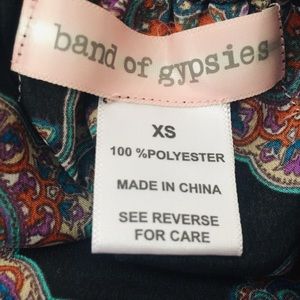 band of gypsies
XS
100 %POLYESTER
MADE IN CHINA
SEE REVERSE
FOR CARE